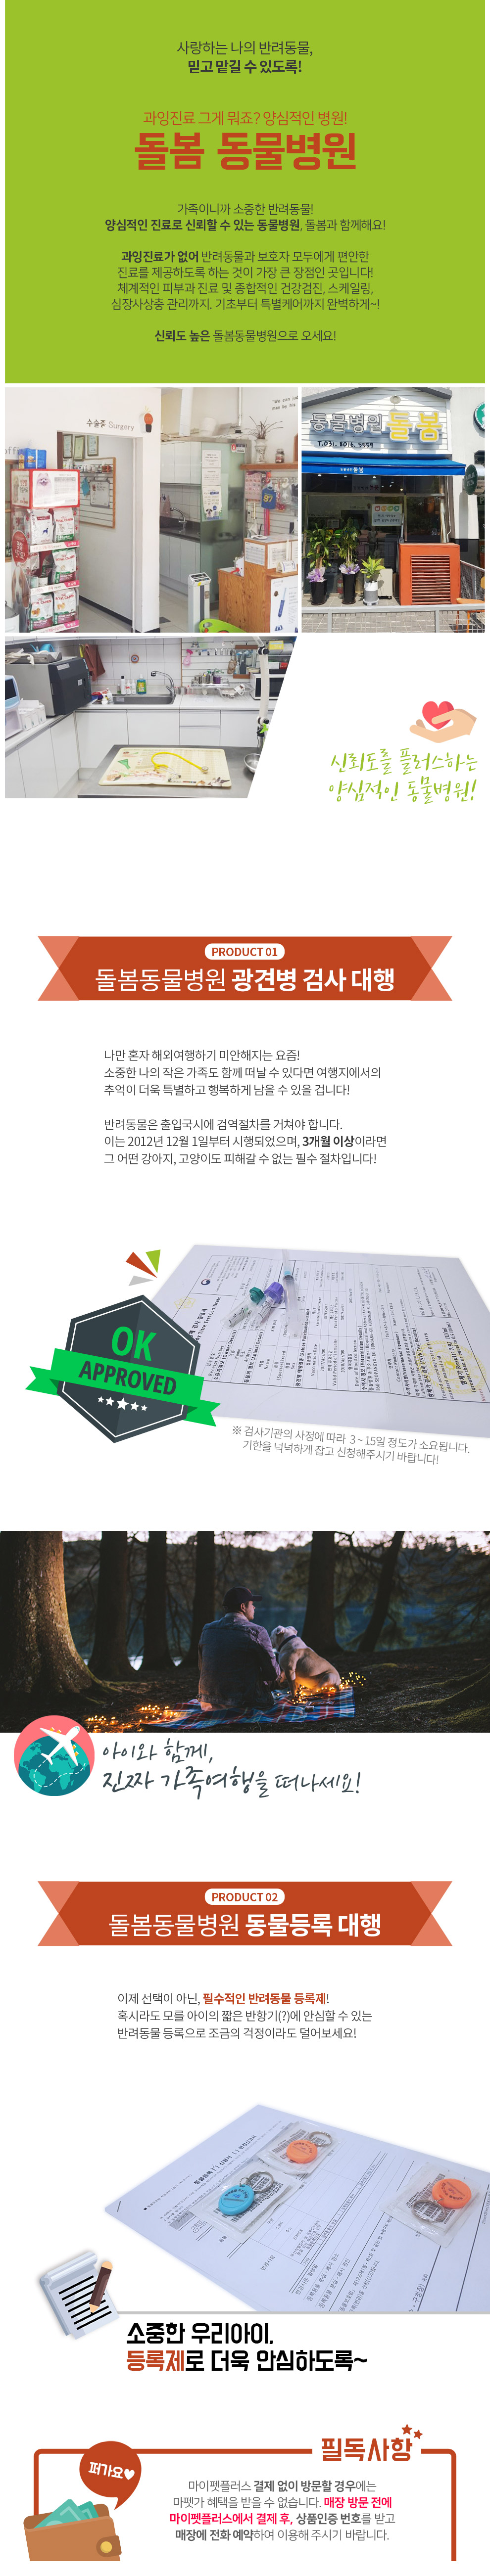 사랑하는 나의 반려동물,
믿고 맡길 수 있도록!
과잉진료 그게 뭐죠? 양심적인 병원!
돌봄 동물병원
가족이니까 소중한 반려동물!
양심적인 진료로 신뢰할 수 있는 동물병원, 돌봄과 함께해요!
과잉진료가 없어 반려동물과 보호자 모두에게 편안한
진료를 제공하도록 하는 것이 가장 큰 장점인 곳입니다!
체계적인 피부과 진료 및 종합적인 건강검진, 스케일링,
심장사상충 관리까지. 기초부터 특별케어까지 완벽하게~!
신뢰도 높은 돌봄동물병원으로 오세요!
수술실 Surgery
동물병원 돌봄
T.031. 8016. 5559
신뢰도를 플러스하는
양심적인 동물병원!
PRODUCT 01
돌봄동물병원 광견병 검사 대행
나만 혼자 해외여행하기 미안해지는 요즘!
소중한 나의 작은 가족도 함께 떠날 수 있다면 여행지에서의
추억이 더욱 특별하고 행복하게 남을 수 있을 겁니다!
반려동물은 출입국시에 검역절차를 거쳐야 합니다.
이는 2012년 12월 1일부터 시행되었으며, 3개월 이상이라면
그 어떤 강아지, 고양이도 피해갈 수 없는 필수 절차입니다!
OK
APPROVED
※ 검사기관의 사정에 따라 3 ~ 15일 정도가 소요됩니다.
기한을 넉넉하게 잡고 신청해주시기 바랍니다!
아이와 함께,
진짜 가족여행을 떠나세요!
PRODUCT 02
돌봄동물병원 동물등록 대행
이제 선택이 아닌, 필수적인 반려동물 등록제!
혹시라도 모를 아이의 짧은 반항기(?)에 안심할 수 있는
반려동물 등록으로 조금의 걱정이라도 덜어보세요!
소중한 우리아이,
등록제로 더욱 안심하도록~
필독사항
퍼가요♥
마이펫플러스 결제 없이 방문할 경우에는
마펫가 혜택을 받을 수 없습니다. 매장 방문 전에
마이펫플러스에서 결제 후, 상품인증 번호를 받고
매장에 전화 예약하여 이용해 주시기 바랍니다.